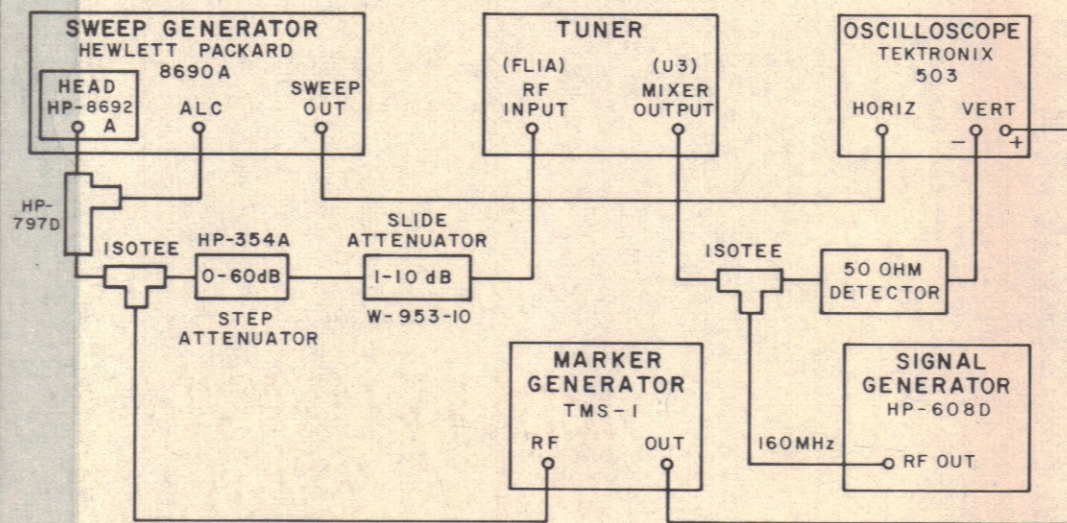 SWEEP GENERATOR
HEWLETT PACKARD
8690A
HEAD
HP-8692
A
ALC
SWEEP
OUT
TUNER
(FL1A)
RF
INPUT
(U3)
MIXER
OUTPUT
OSCILLOSCOPE
TEKTRONIX
503
HORIZ
VERT
-
+
HP-
797D
ISOTEE
HP-354A
0-60dB
STEP
ATTENUATOR
SLIDE
ATTENUATOR
1-10 dB
W-953-10
ISOTEE
50 OHM
DETECTOR
MARKER
GENERATOR
TMS-1
RF
OUT
SIGNAL
GENERATOR
HP-608D
160MHz
RF OUT